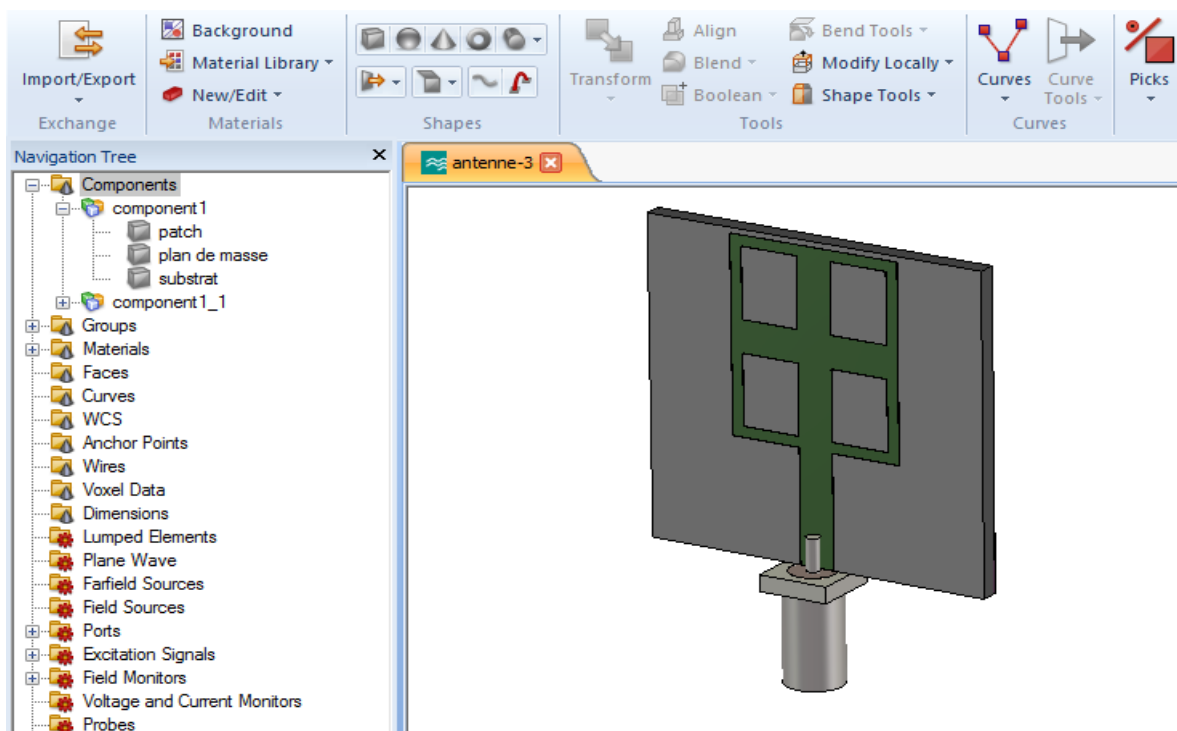 Import/Export
Exchange
Background
Material Library
New/Edit
Materials
Shapes
Transform
Align
Blend
Boolean
Bend Tools
Modify Locally
Shape Tools
Tools
Curves
Curve
Tools
Curves
Picks
Navigation Tree
antenne-3
Components
component1
patch
plan de masse
substrat
component1_1
Groups
Materials
Faces
Curves
WCS
Anchor Points
Wires
Voxel Data
Dimensions
Lumped Elements
Plane Wave
Farfield Sources
Field Sources
Ports
Excitation Signals
Field Monitors
Voltage and Current Monitors
Probes